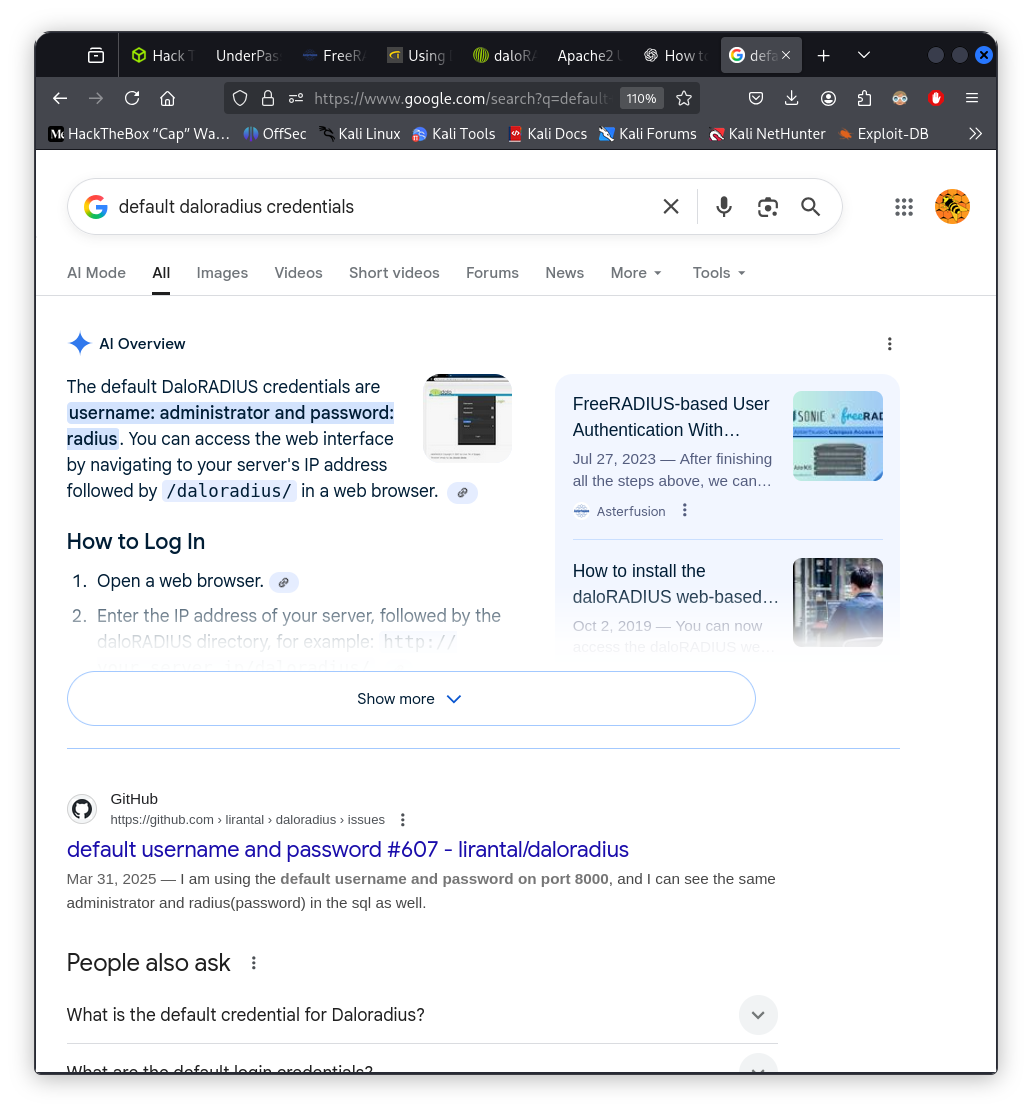 Hack T
UnderPas
FreeRA
Using
daloRA
Apache2 U
How to
defa
https://www.google.com/search?q=default
110%
HackTheBox “Cap” Wa…
OffSec
Kali Linux
Kali Tools
Kali Docs
Kali Forums
Kali NetHunter
Exploit-DB
default daloradius credentials
AI Mode
All
Images
Videos
Short videos
Forums
News
More
Tools
AI Overview
The default DaloRADIUS credentials are
username: administrator and password:
radius. You can access the web interface
by navigating to your server's IP address
followed by /daloradius/ in a web browser.
How to Log In
1. Open a web browser.
2. Enter the IP address of your server, followed by the
daloRADIUS directory, for example: http://
your-server-ip/daloradius/
FreeRADIUS-based User
Authentication With…
Jul 27, 2023 — After finishing
all the steps above, we can…
Asterfusion
How to install the
daloRADIUS web-based…
Oct 2, 2019 — You can now
access the daloRADIUS we…
Show more
GitHub
https://github.com › lirantal › daloradius › issues
default username and password #607 - lirantal/daloradius
Mar 31, 2025 — I am using the default username and password on port 8000, and I can see the same
administrator and radius(password) in the sql as well.
People also ask
What is the default credential for Daloradius?
What are the default login credentials?